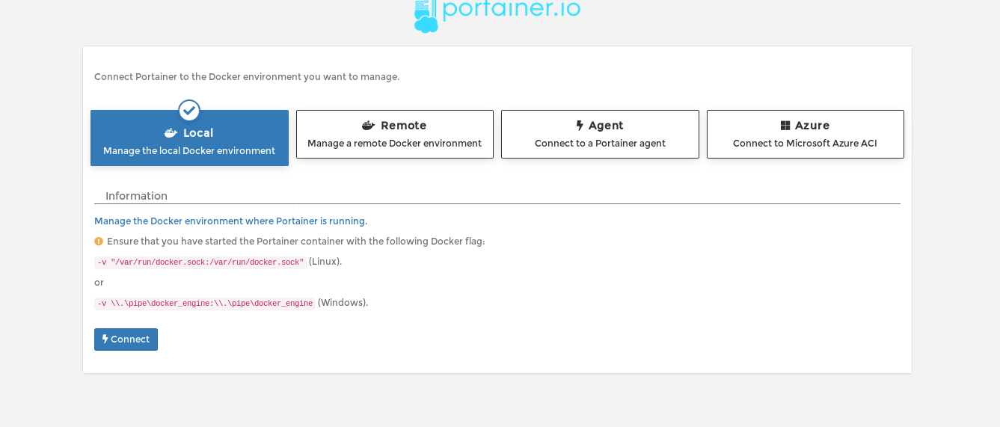 portainer.io
Connect Portainer to the Docker environment you want to manage.
Local
Manage the local Docker environment
Remote
Manage a remote Docker environment
Agent
Connect to a Portainer agent
Azure
Connect to Microsoft Azure ACI
Information
Manage the Docker environment where Portainer is running.
Ensure that you have started the Portainer container with the following Docker flag:
-v "/var/run/docker.sock:/var/run/docker.sock" (Linux).
or
-v \\.\pipe\docker_engine:\\.\pipe\docker_engine (Windows).
Connect